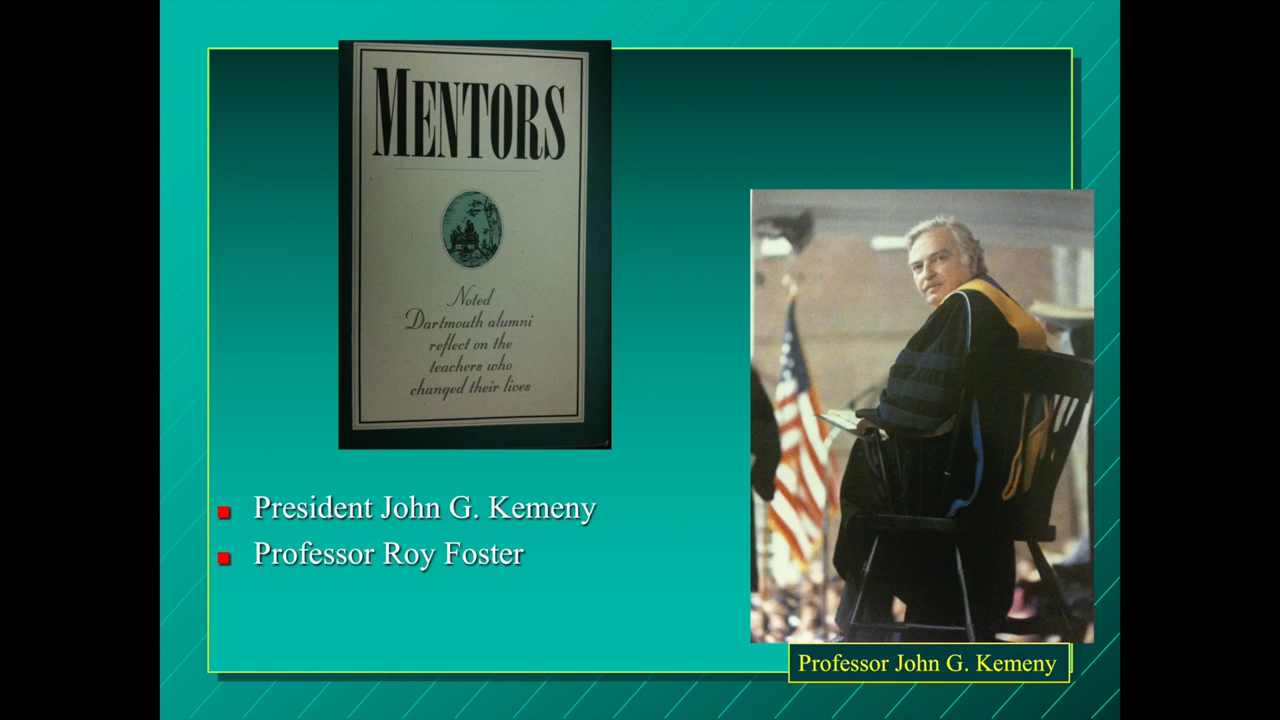 MENTORS
Noted
Dartmouth alumni
reflect on the
teachers who
changed their lives
President John G. Kemeny
Professor Roy Foster
Professor John G. Kemeny